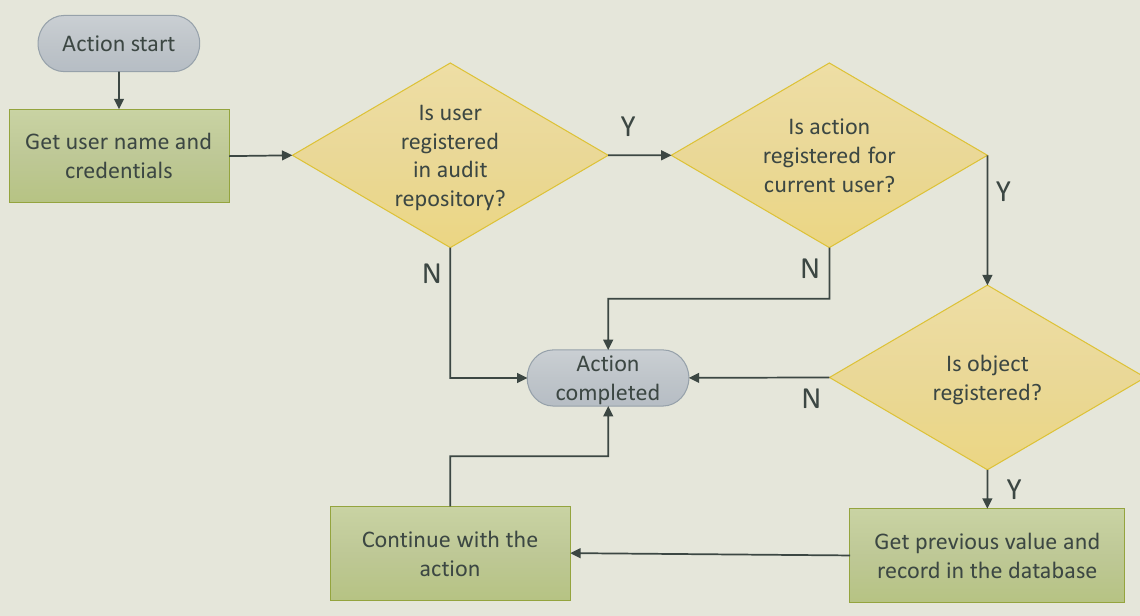 Action start
Get user name and
credentials
Is user
registered
in audit
repository?
Y
Is action
registered for
current user?
Y
N
N
Action
completed
N
Is object
registered?
Y
Continue with the
action
Get previous value and
record in the database